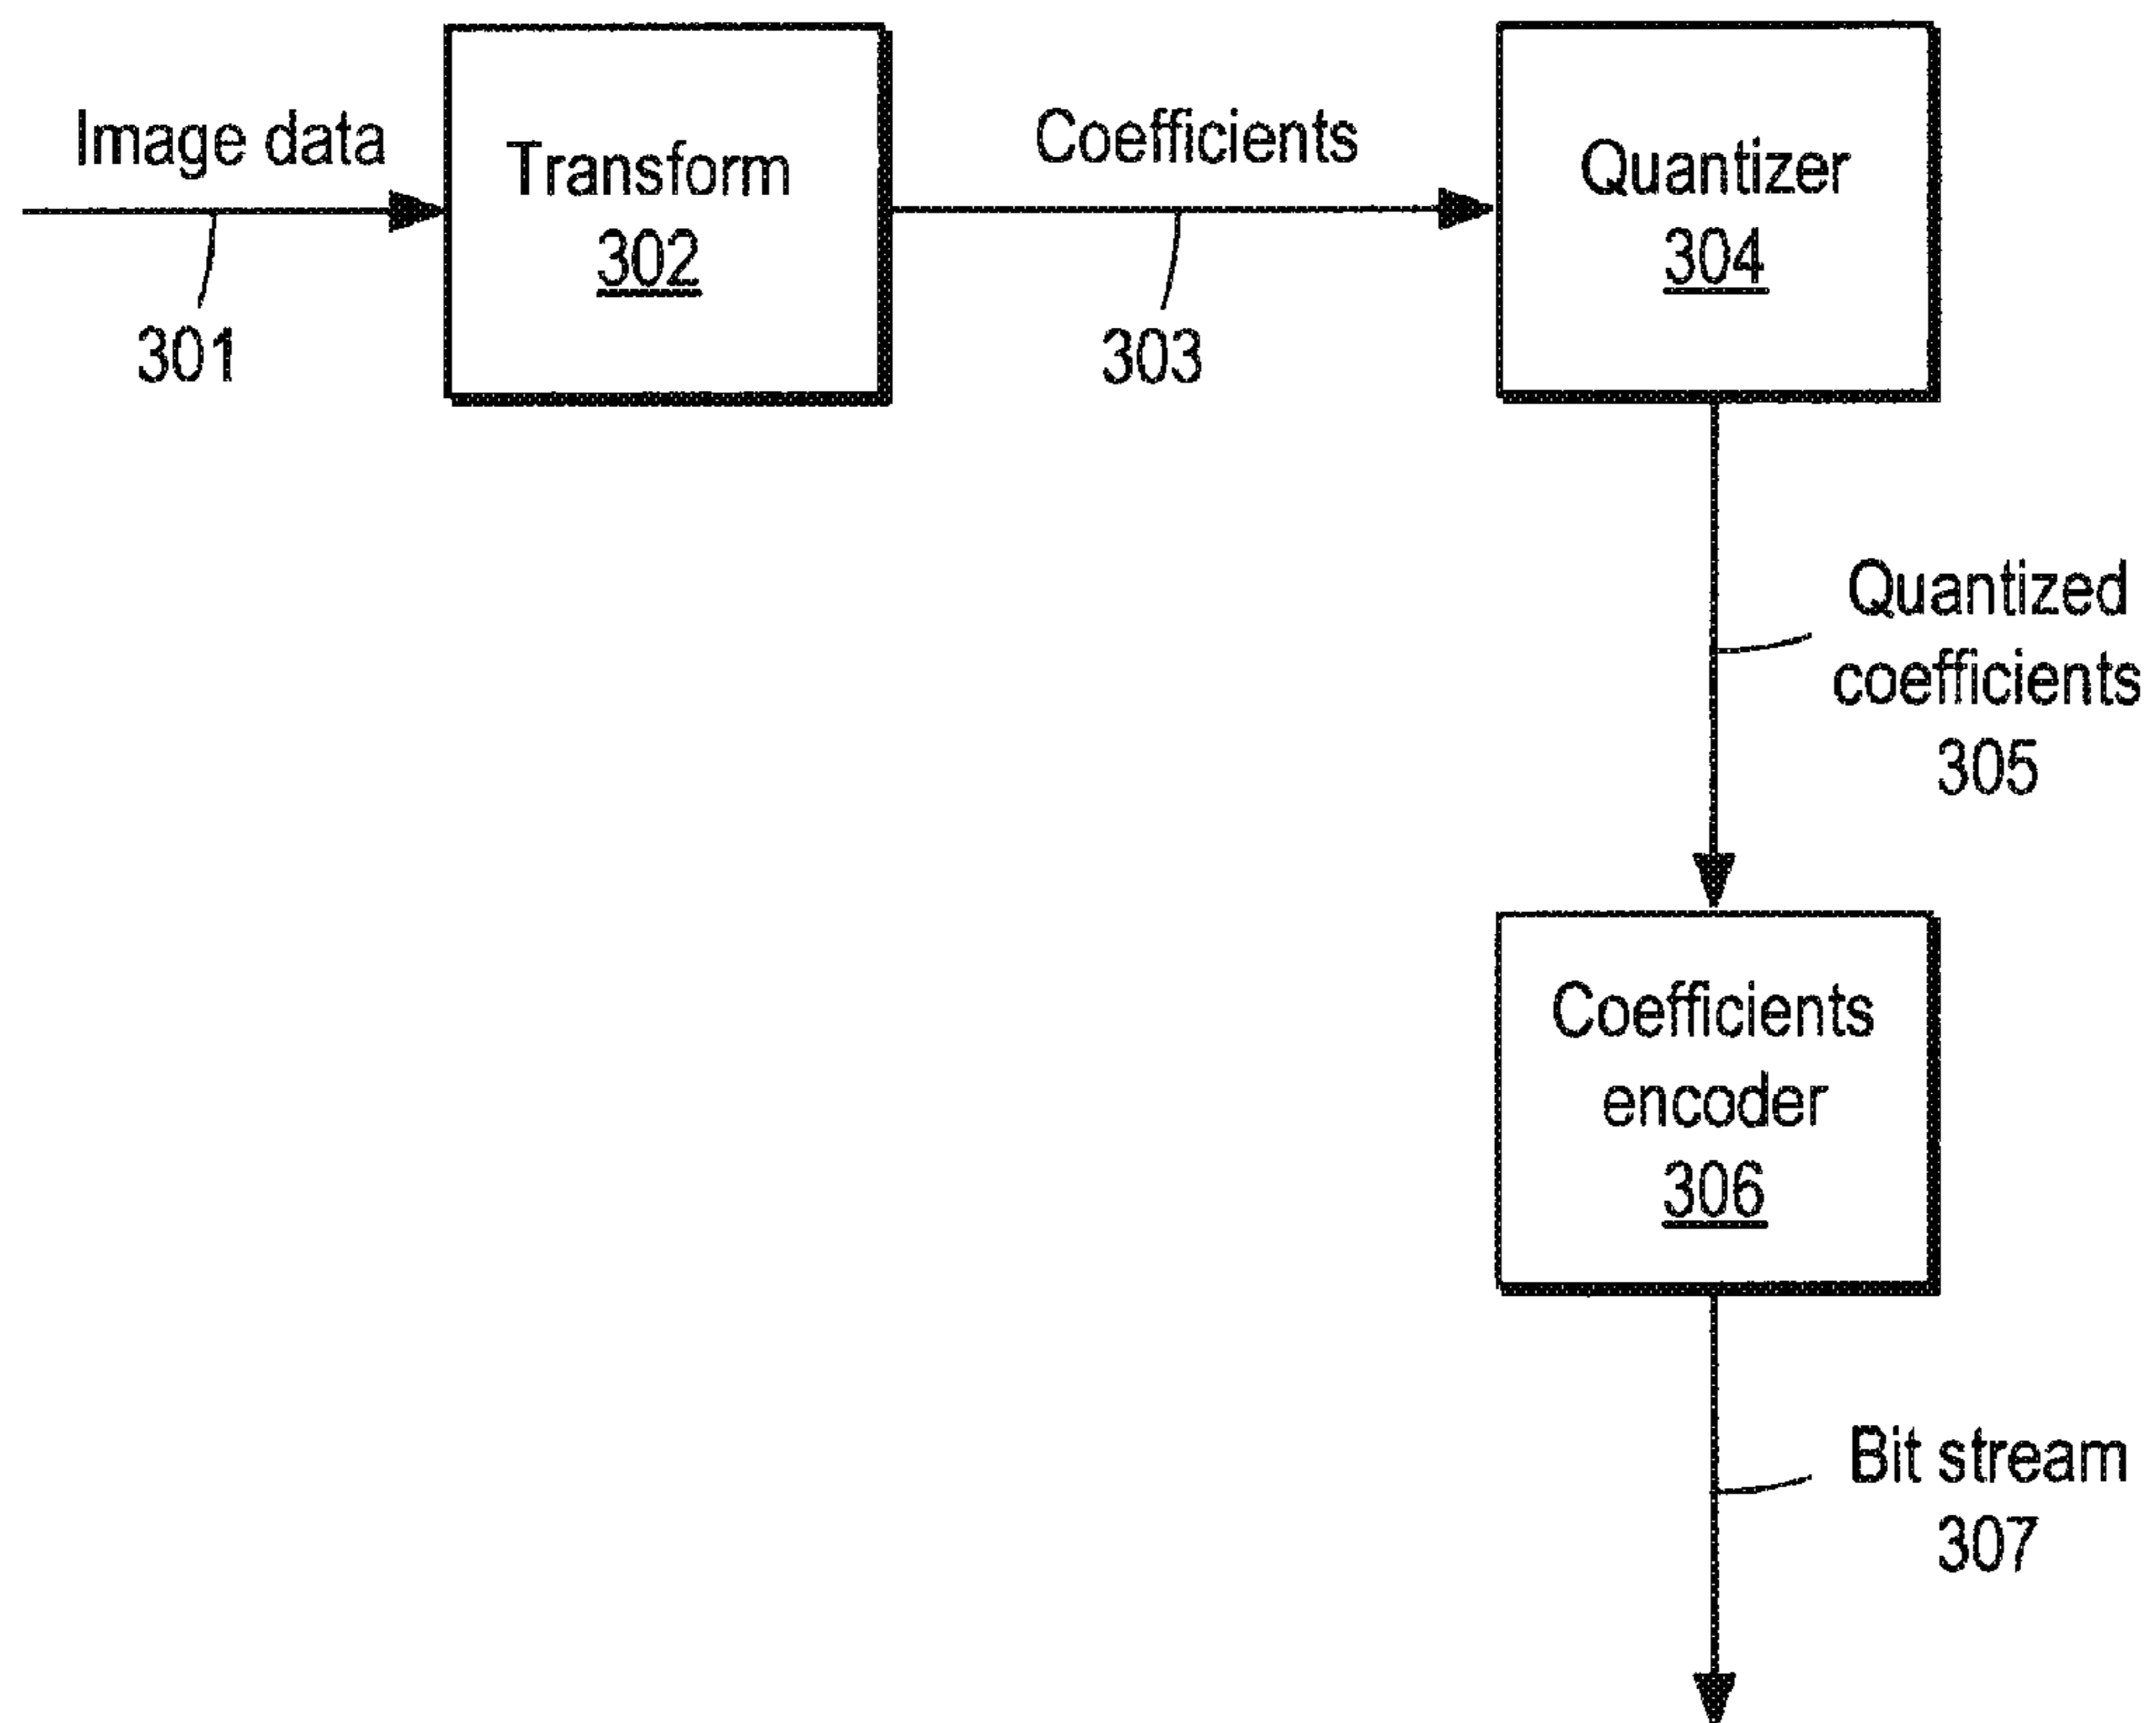 Image data
301
Transform
302
Coefficients
303
Quantizer
304
Quantized
coefficients
305
Coefficients
encoder
306
Bit stream
307